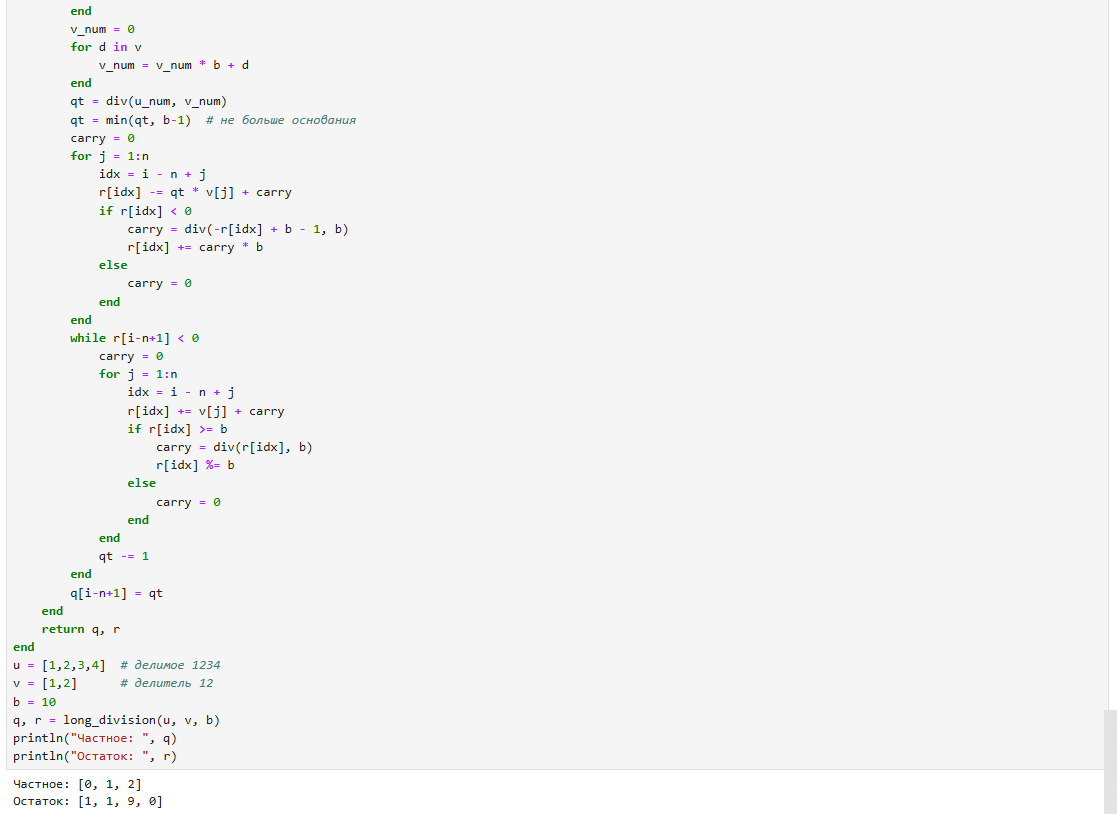 end
        v_num = 0
        for d in v
            v_num = v_num * b + d
        end
        qt = div(u_num, v_num)
        qt = min(qt, b-1)  # не больше основания
        carry = 0
        for j = 1:n
            idx = i - n + j
            r[idx] -= qt * v[j] + carry
            if r[idx] < 0
                carry = div(-r[idx] + b - 1, b)
                r[idx] += carry * b
            else
                carry = 0
            end
        end
        while r[i-n+1] < 0
            carry = 0
            for j = 1:n
                idx = i - n + j
                r[idx] += v[j] + carry
                if r[idx] >= b
                    carry = div(r[idx], b)
                    r[idx] %= b
                else
                    carry = 0
                end
            end
            qt -= 1
        end
        q[i-n+1] = qt
    end
    return q, r
end
u = [1,2,3,4]  # делимое 1234
v = [1,2]      # делитель 12
b = 10
q, r = long_division(u, v, b)
println("Частное: ", q)
println("Остаток: ", r)
Частное: [0, 1, 2]
Остаток: [1, 1, 9, 0]